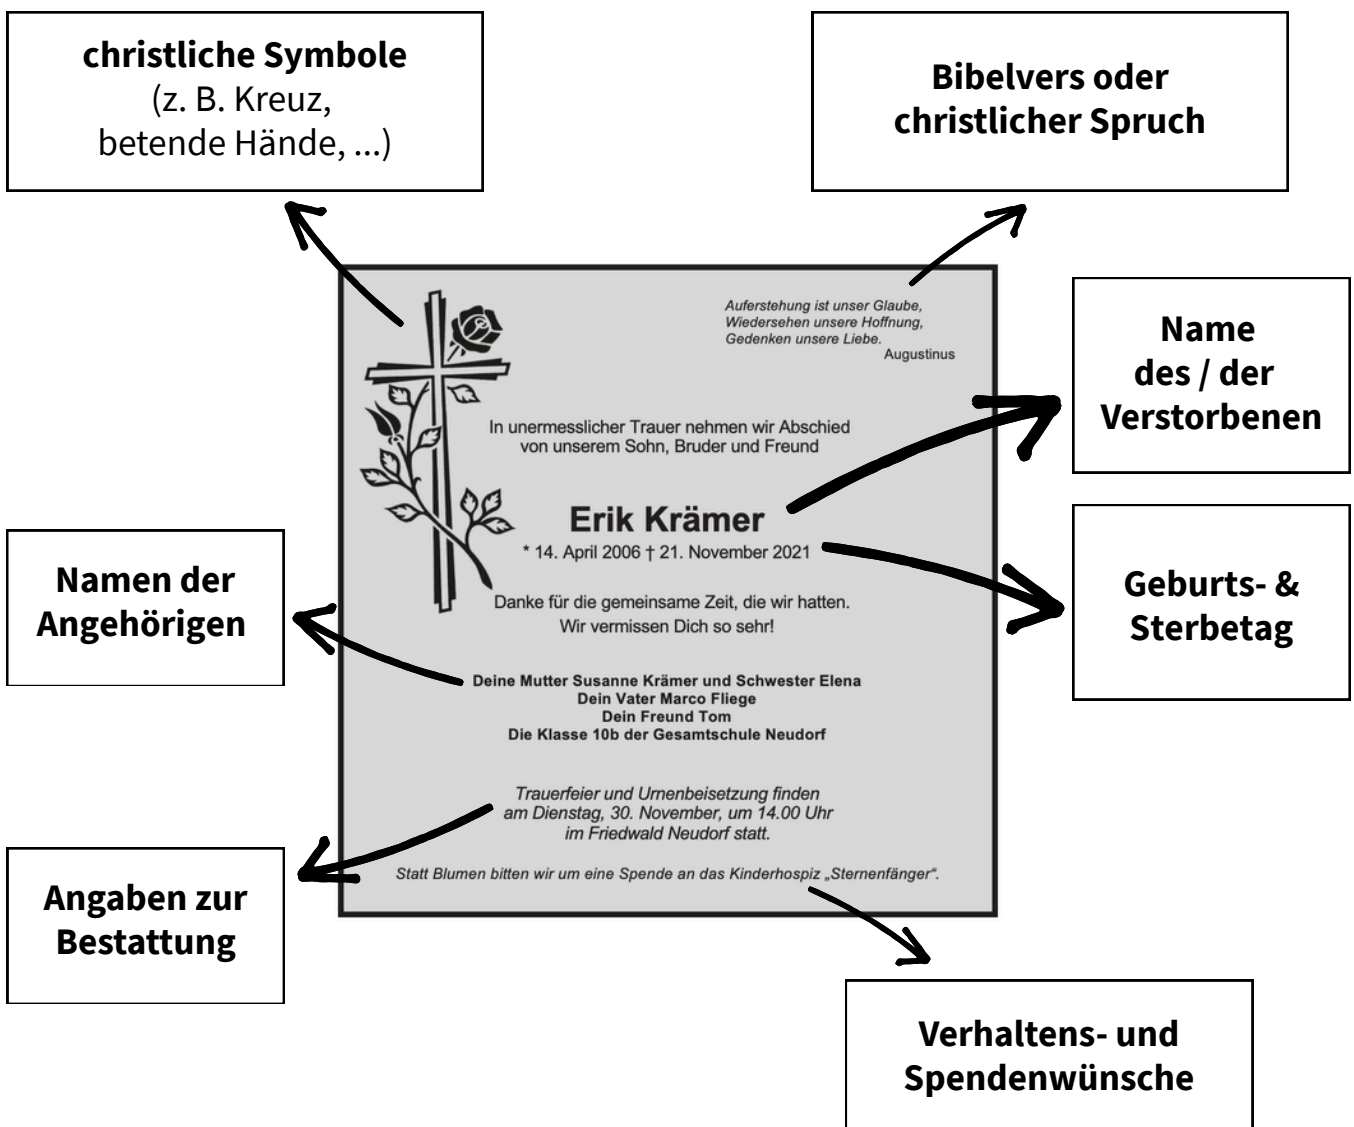 christliche Symbole
(z. B. Kreuz,
betende Hände, ...)
Bibelvers oder
christlicher Spruch
Auferstehung ist unser Glaube,
Wiedersehen unsere Hoffnung,
Gedenken unsere Liebe.
Augustinus
Name
des / der
Verstorbenen
In unermesslicher Trauer nehmen wir Abschied
von unserem Sohn, Bruder und Freund
Erik Krämer
* 14. April 2006 † 21. November 2021
Geburts- &
Sterbetag
Namen der
Angehörigen
Danke für die gemeinsame Zeit, die wir hatten.
Wir vermissen Dich so sehr!
Deine Mutter Susanne Krämer und Schwester Elena
Dein Vater Marco Fliege
Dein Freund Tom
Die Klasse 10b der Gesamtschule Neudorf
Trauerfeier und Urnenbeisetzung finden
am Dienstag, 30. November, um 14.00 Uhr
im Friedwald Neudorf statt.
Angaben zur
Bestattung
Statt Blumen bitten wir um eine Spende an das Kinderhospiz „Sternenfänger“.
Verhaltens- und
Spendenwünsche